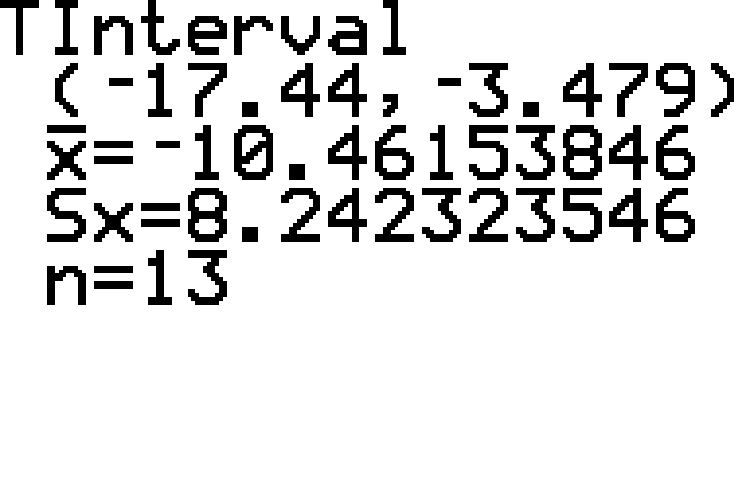 TInterval
(⁻17.44,⁻3.479)
x̄=⁻10.46153846
Sx=8.242323546
n=13